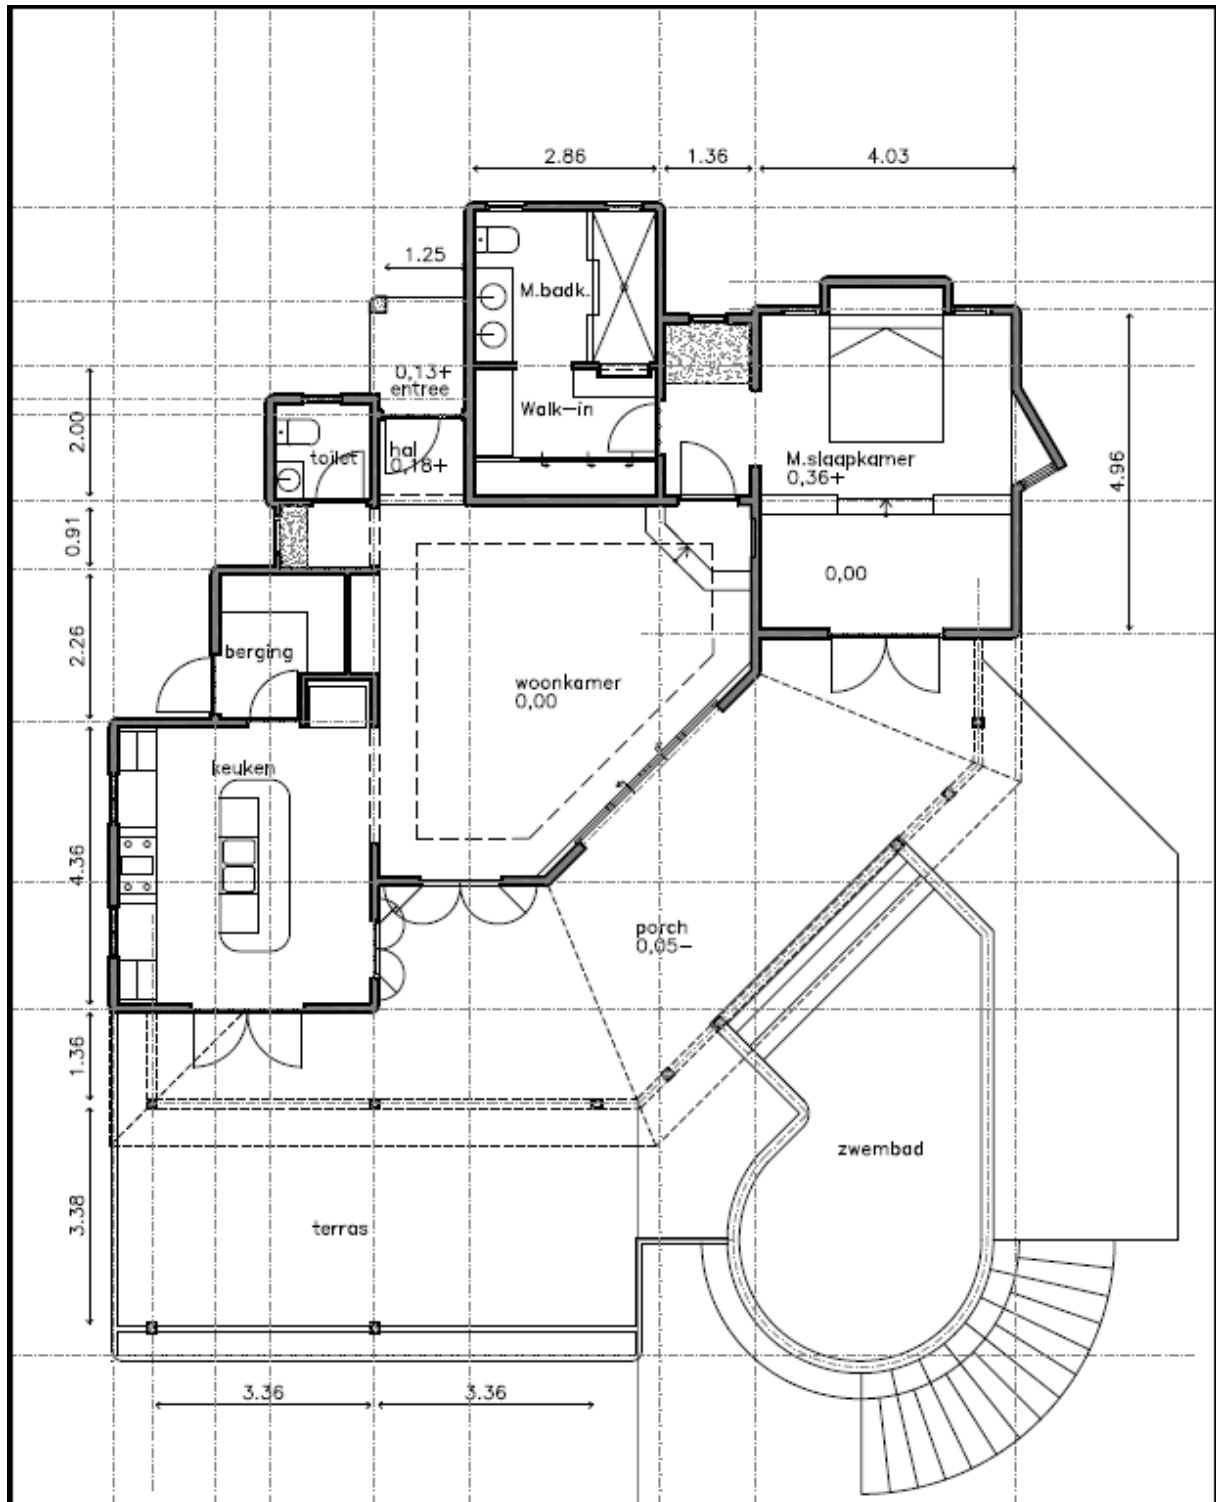 2.86
1.36
4.03
1.25
M.badk.
0,13+
entree
Walk-in
2.00
toilet
hal
0,18+
M.slaapkamer
0,36+
4.96
0.91
0,00
2.26
berging
woonkamer
0,00
keuken
4.36
porch
0,05-
1.36
zwembad
3.38
terras
3.36
3.36